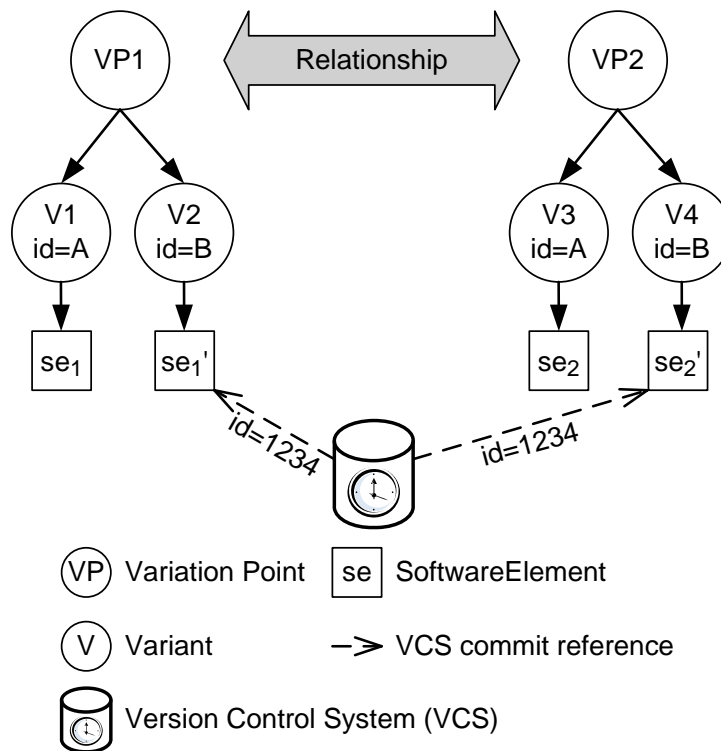 VP1
Relationship
VP2
V1
id=A
V2
id=B
V3
id=A
V4
id=B
se1
se1'
se2
se2'
id=1234
id=1234
VP Variation Point
se SoftwareElement
V Variant
VCS commit reference
Version Control System (VCS)